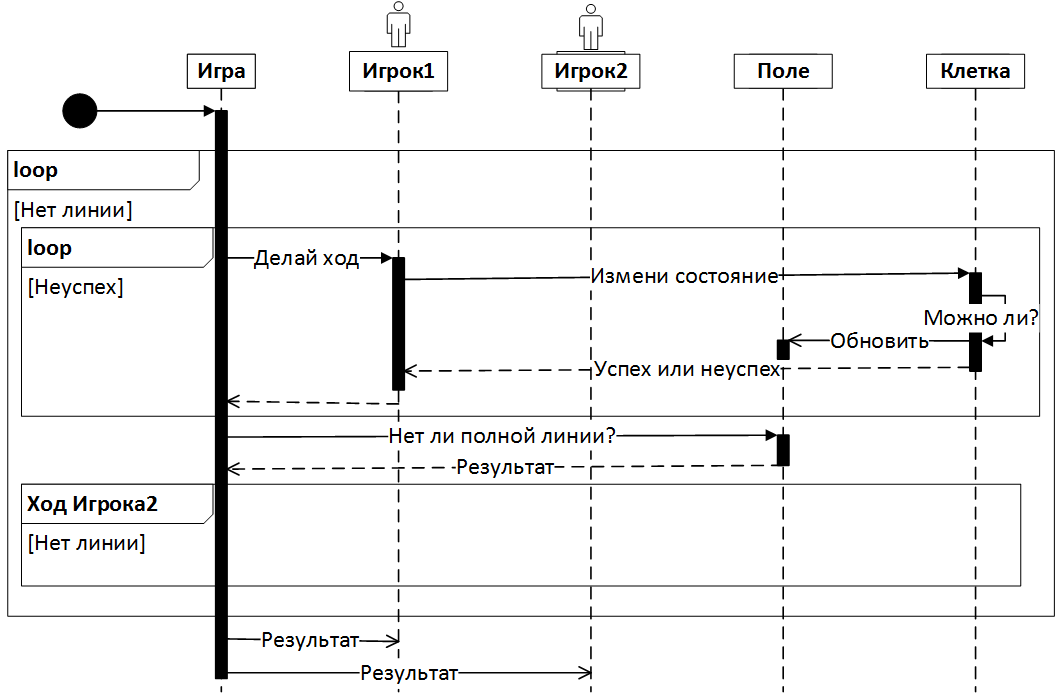 Игра
Игрок1
Игрок2
Поле
Клетка
loop
[Нет линии]
loop
[Неуспех]
Делай ход
Измени состояние
Можно ли?
Обновить
Успех или неуспех
Нет ли полной линии?
Результат
Ход Игрока2
[Нет линии]
Результат
Результат